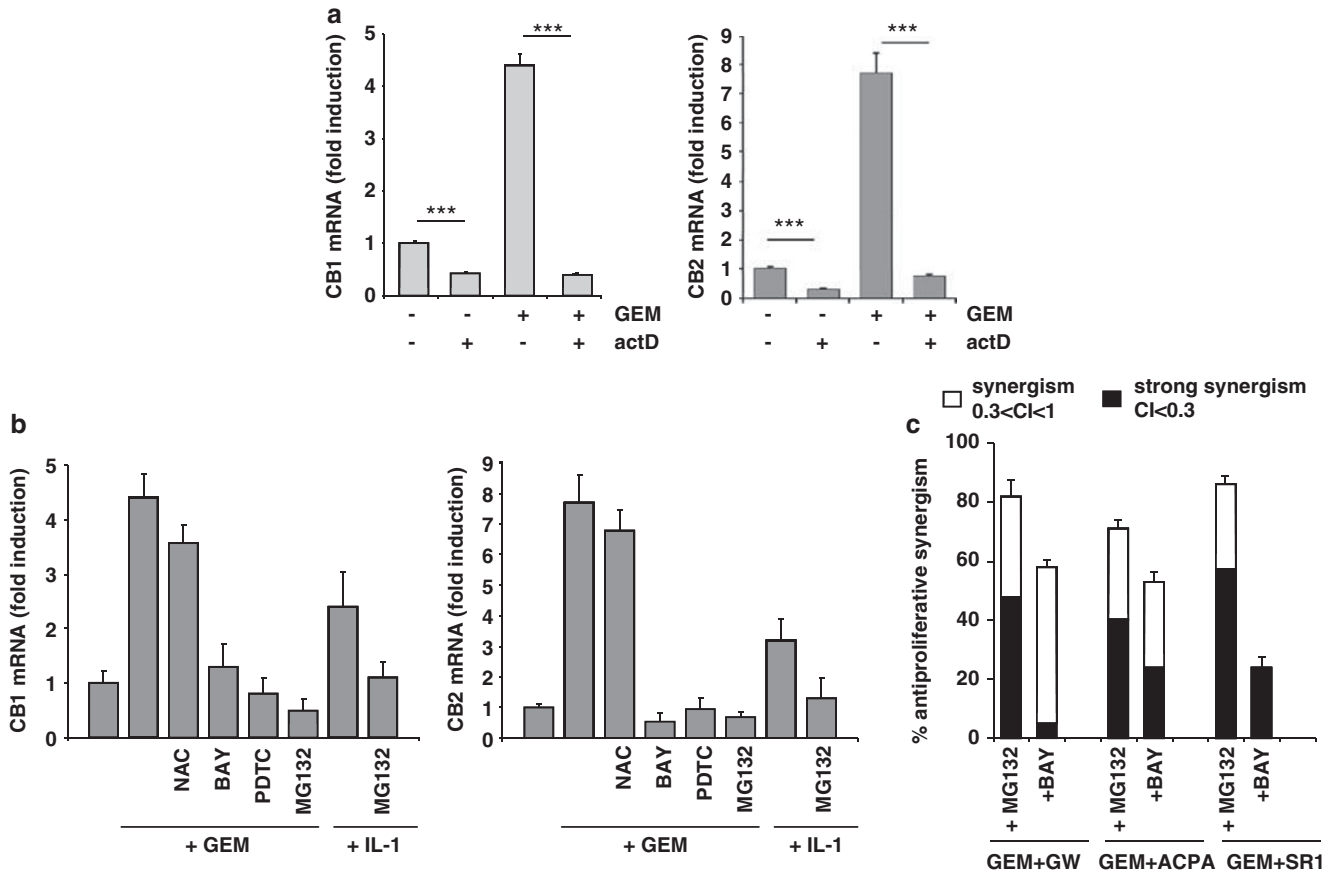 a
CB1 mRNA (fold induction)
5
4
3
2
1
0
***
***
- - + + GEM
- + - + actD
CB2 mRNA (fold induction)
9
8
7
6
5
4
3
2
1
0
***
***
- - + + GEM
- + - + actD
b
CB1 mRNA (fold induction)
5
4
3
2
1
0
NAC
BAY
PDTC
MG132
MG132
+ GEM
+ IL-1
CB2 mRNA (fold induction)
9
8
7
6
5
4
3
2
1
0
NAC
BAY
PDTC
MG132
MG132
+ GEM
+ IL-1
synergism
0.3<CI<1
strong synergism
CI<0.3
c
% antiproliferative synergism
100
80
60
40
20
0
+ MG132
+BAY
+ MG132
+BAY
+ MG132
+BAY
GEM+GW
GEM+ACPA
GEM+SR1